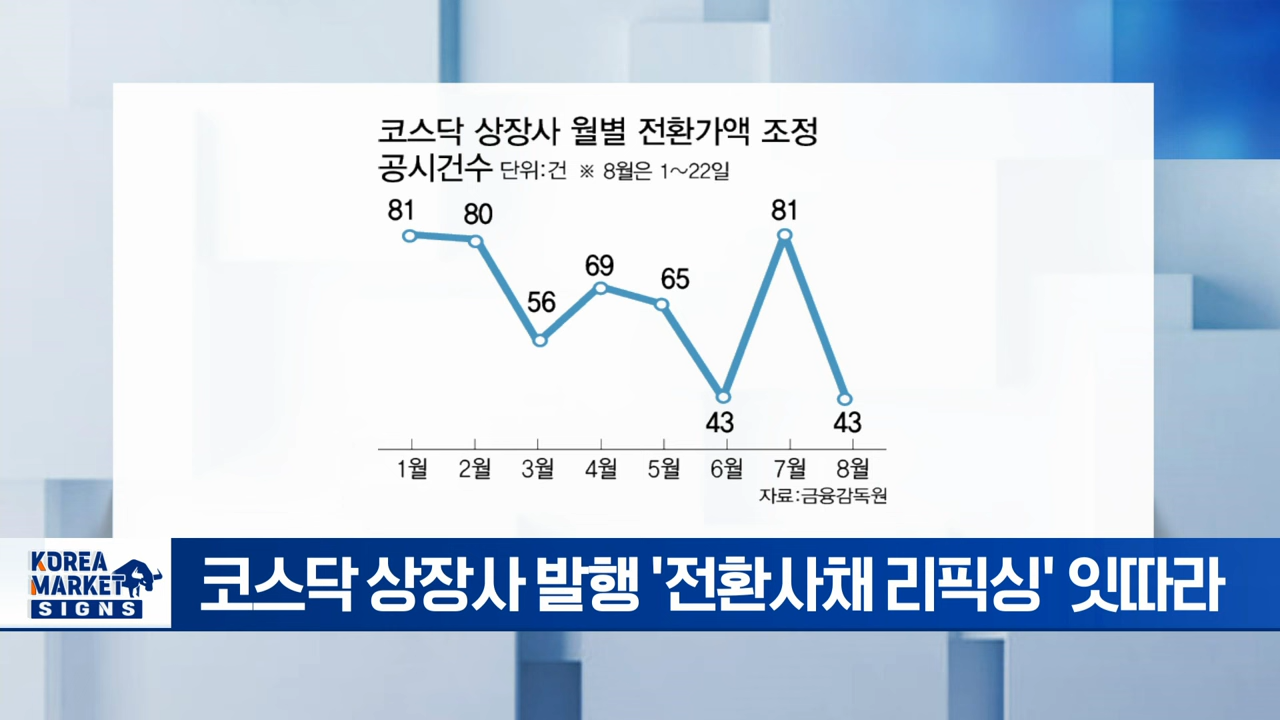 코스닥 상장사 월별 전환가액 조정
공시건수 단위:건 ※ 8월은 1～22일
81
80
56
69
65
43
81
43
1월 2월 3월 4월 5월 6월 7월 8월
자료:금융감독원
KOREA
MARKET
SIGNS
코스닥 상장사 발행 '전환사채 리픽싱' 잇따라